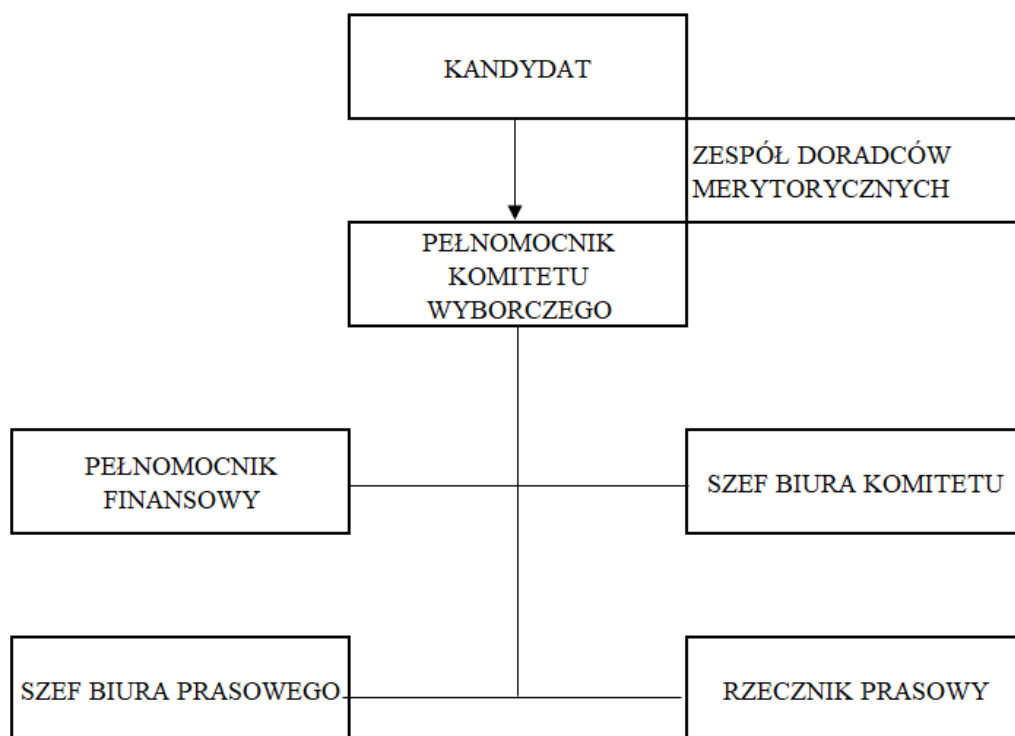 KANDYDAT
ZESPÓŁ DORADCÓW
MERYTORYCZNYCH
PEŁNOMOCNIK
KOMITETU
WYBORCZEGO
PEŁNOMOCNIK
FINANSOWY
SZEF BIURA KOMITETU
SZEF BIURA PRASOWEGO
RZECZNIK PRASOWY